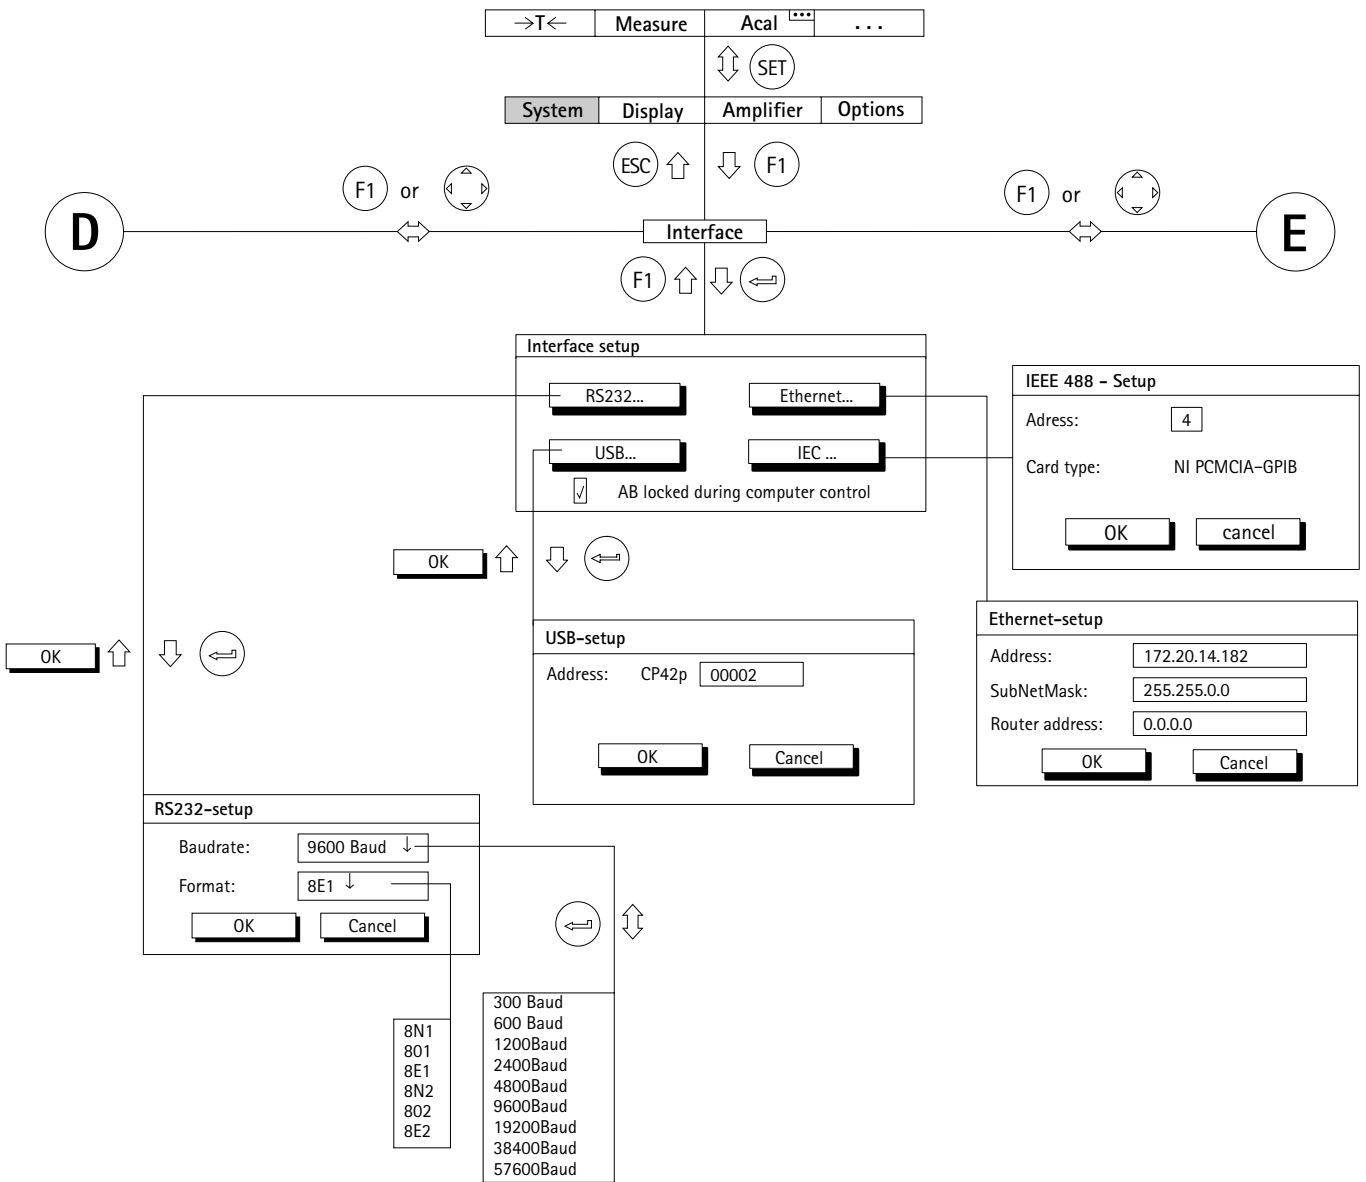 →T← Measure Acal ... . . .
SET
System Display Amplifier Options
ESC F1
F1 or
F1 or
D
Interface
E
F1
Interface setup
RS232... Ethernet...
USB... IEC ...
√ AB locked during computer control
IEEE 488 - Setup
Adress: 4
Card type: NI PCMCIA-GPIB
OK cancel
OK
OK
USB-setup
Address: CP42p 00002
OK Cancel
Ethernet-setup
Address: 172.20.14.182
SubNetMask: 255.255.0.0
Router address: 0.0.0.0
OK Cancel
RS232-setup
Baudrate: 9600 Baud ↓
Format: 8E1 ↓
OK Cancel
8N1
801
8E1
8N2
802
8E2
300 Baud
600 Baud
1200Baud
2400Baud
4800Baud
9600Baud
19200Baud
38400Baud
57600Baud